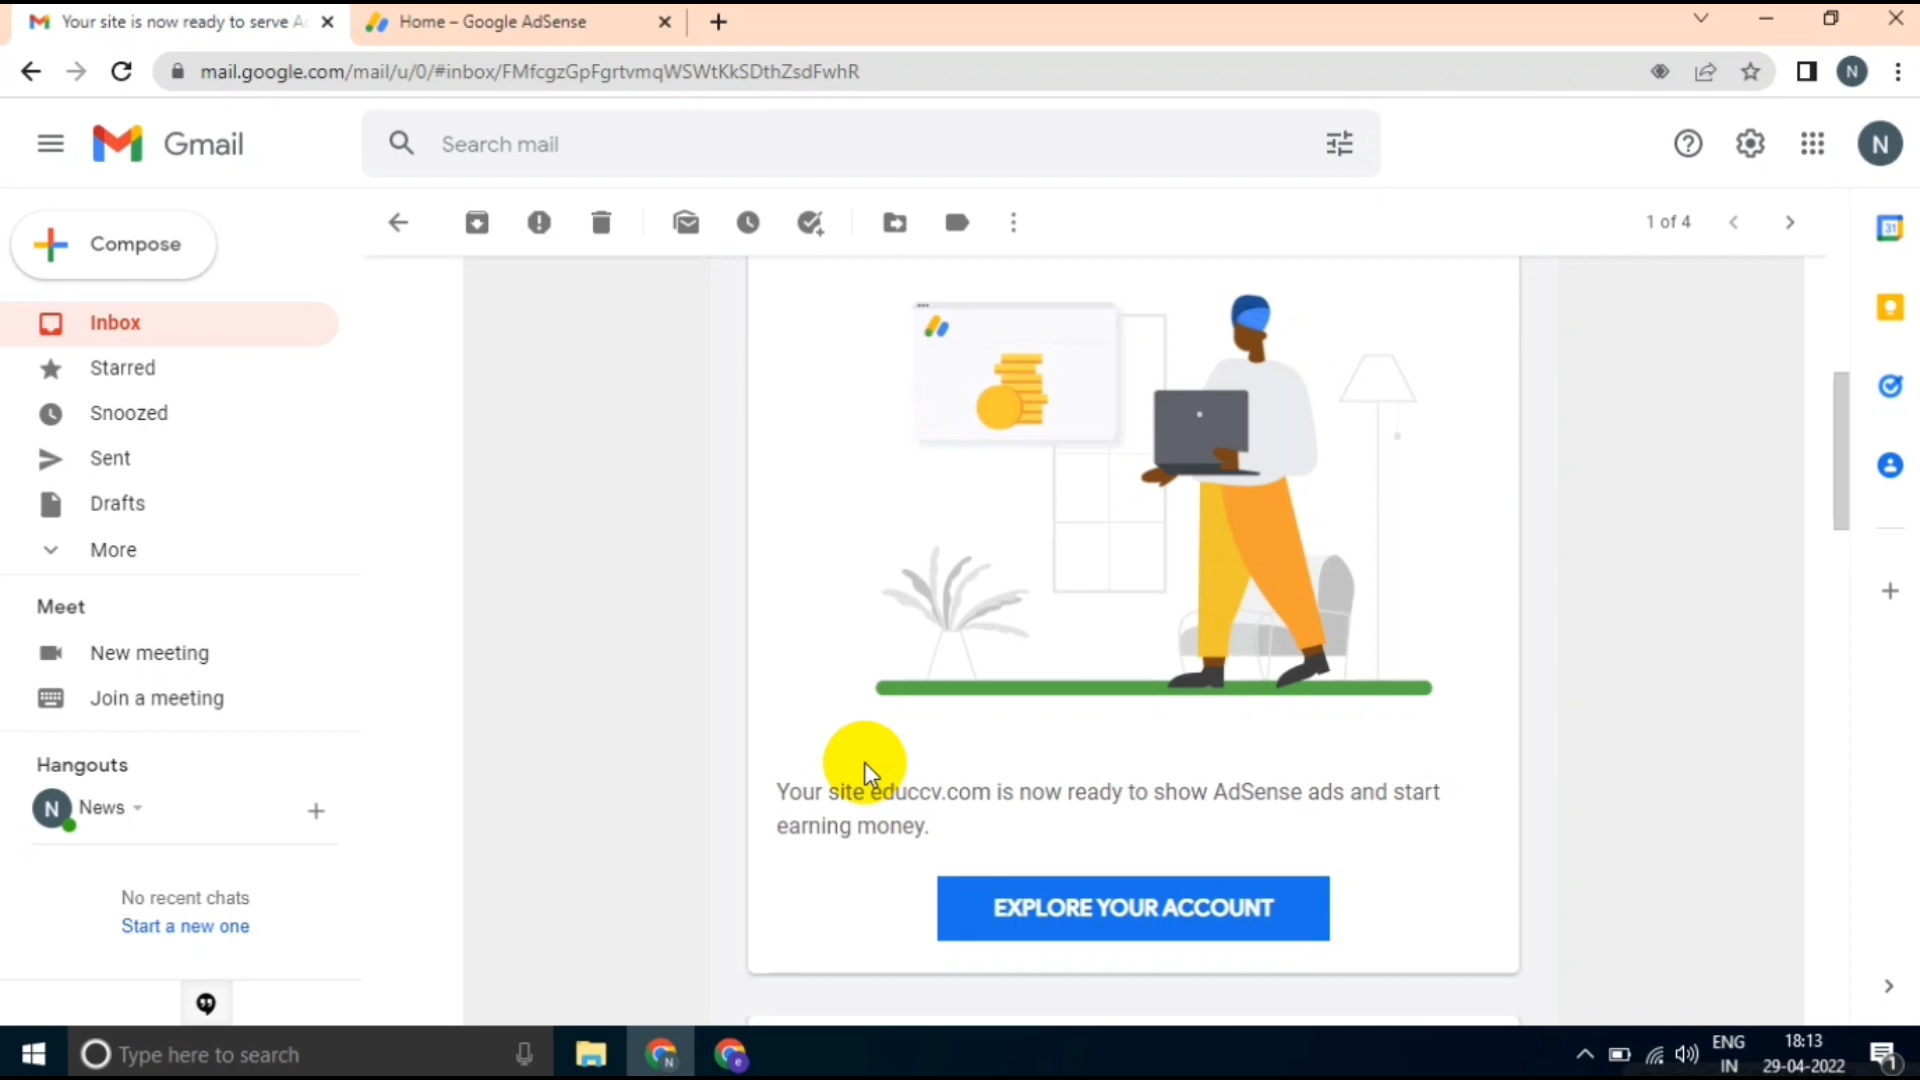 Your site is now ready to serve A
Home – Google AdSense
mail.google.com/mail/u/0/#inbox/FMfcgzGpFgrtvmqWSWtKkSDthZsdFwhR
N
Gmail
Search mail
N
Compose
1 of 4
31
Inbox
Starred
Snoozed
Sent
Drafts
More
Meet
New meeting
Join a meeting
Hangouts
N News
No recent chats
Start a new one
Your site educcv.com is now ready to show AdSense ads and start
earning money.
EXPLORE YOUR ACCOUNT
Type here to search
N
e
ENG
IN
18:13
29-04-2022
1